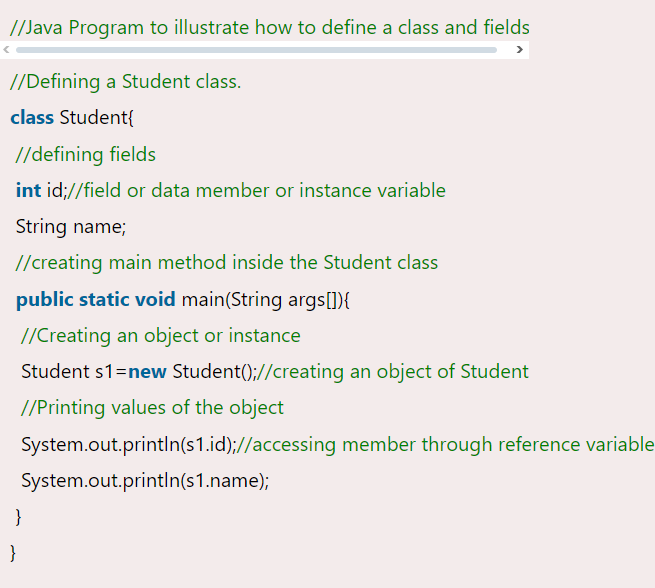 //Java Program to illustrate how to define a class and fields
//Defining a Student class.
class Student{
//defining fields
int id;//field or data member or instance variable
String name;
//creating main method inside the Student class
public static void main(String args[]){
//Creating an object or instance
Student s1=new Student();//creating an object of Student
//Printing values of the object
System.out.println(s1.id);//accessing member through reference variable
System.out.println(s1.name);
}
}